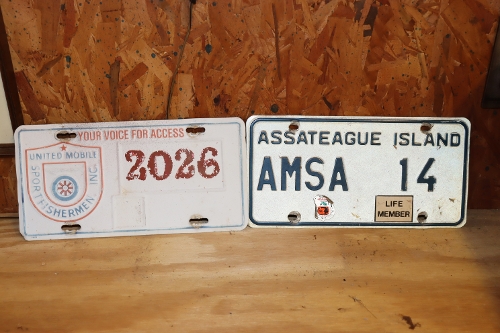 YOUR VOICE FOR ACCESS
UNITED MOBILE
SPORTFISHERMEN, INC.
2026
ASSATEAGUE ISLAND
AMSA 14
LIFE
MEMBER